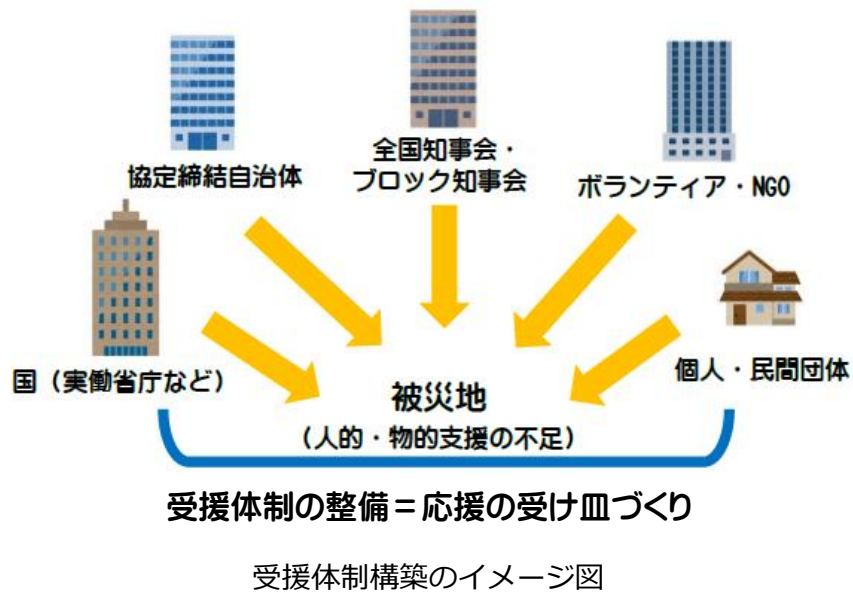 協定締結自治体
全国知事会・
ブロック知事会
ボランティア・NGO
国（実働省庁など）
個人・民間団体
被災地
（人的・物的支援の不足）
受援体制の整備＝応援の受け皿づくり
受援体制構築のイメージ図